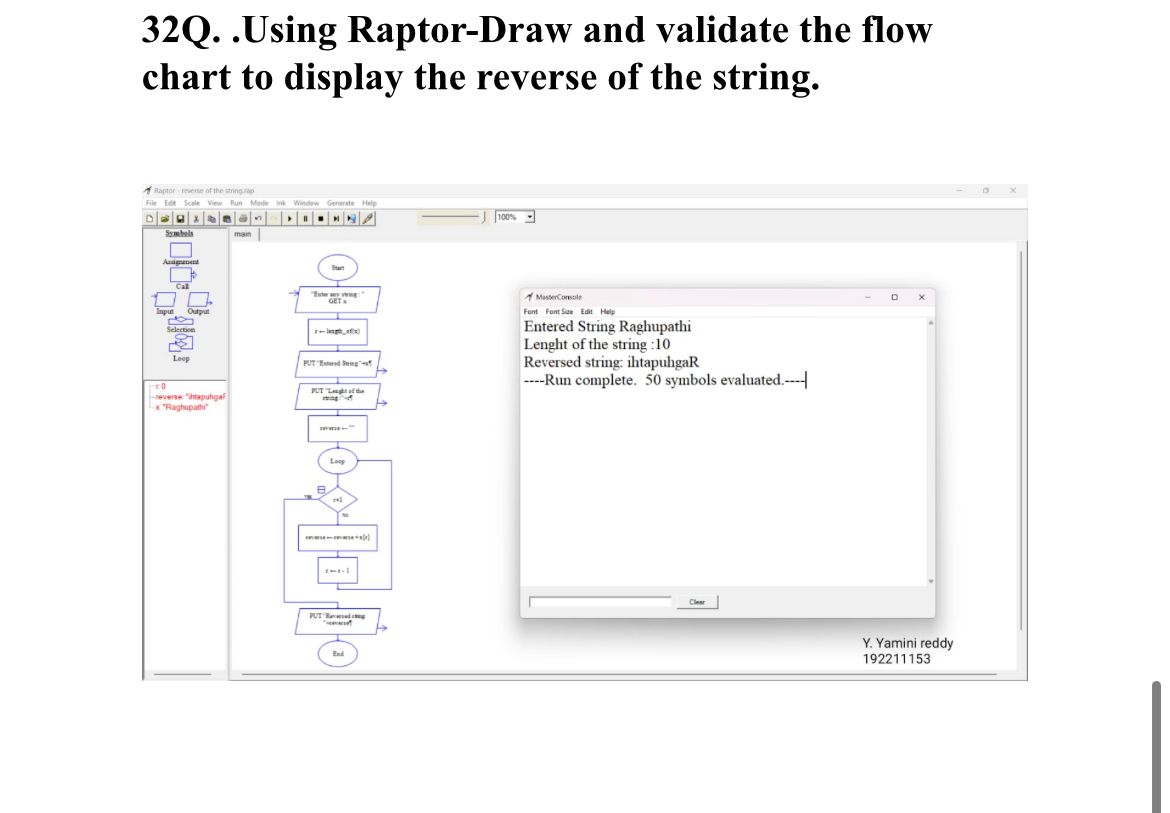 32Q. .Using Raptor-Draw and validate the flow
chart to display the reverse of the string.
Raptor - reverse of the string.rap
File Edit Scale View Run Mode Ink Window Generate Help
100%
Symbols
main
Assignment
Call
Input Output
Selection
Loop
r: 0
reverse: "ihtapuhgaR
x: "Raghupathi"
Start
"Enter any string : "
GET x
r ← length_of(x)
PUT "Entered String "+x¶
PUT "Lenght of the
string :"+r¶
reverse ← ""
Loop
Yes
r<1
No
reverse ← reverse + x[r]
r ← r - 1
PUT "Reversed string:
"+reverse¶
End
MasterConsole
Font Font Size Edit Help
Entered String Raghupathi
Lenght of the string :10
Reversed string: ihtapuhgaR
----Run complete. 50 symbols evaluated.----
Clear
Y. Yamini reddy
192211153